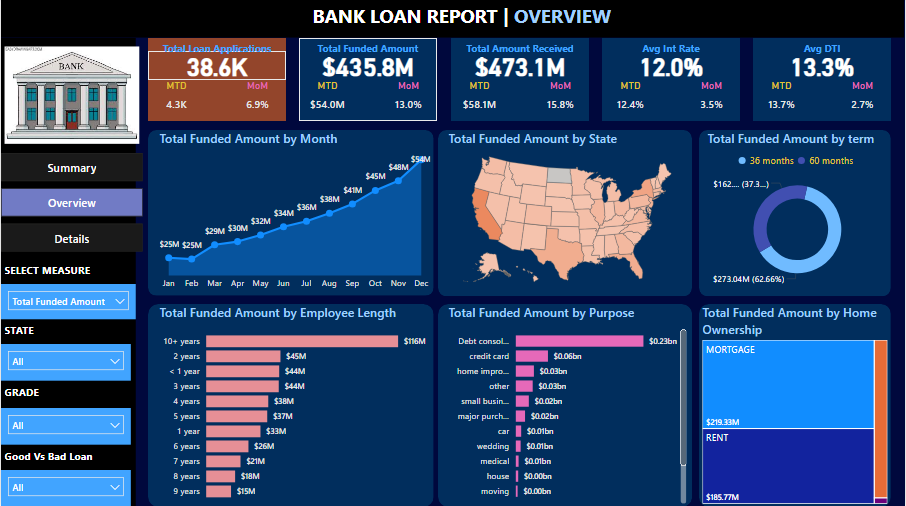 BANK LOAN REPORT | OVERVIEW
BANK
Summary
Overview
Details
SELECT MEASURE
Total Funded Amount
STATE
All
GRADE
All
Good Vs Bad Loan
All
Total Loan Applications
38.6K
MTD MoM
4.3K 6.9%
Total Funded Amount
$435.8M
MTD MoM
$54.0M 13.0%
Total Amount Received
$473.1M
MTD MoM
$58.1M 15.8%
Avg Int Rate
12.0%
MTD MoM
12.4% 3.5%
Avg DTI
13.3%
MTD MoM
13.7% 2.7%
Total Funded Amount by Month
$25M $25M $29M $30M $32M $34M $36M $38M $41M $45M $48M $54M
Jan Feb Mar Apr May Jun Jul Aug Sep Oct Nov Dec
Total Funded Amount by State
Total Funded Amount by term
36 months 60 months
$162.... (37.3...)
$273.04M (62.66%)
Total Funded Amount by Employee Length
10+ years $116M
2 years $45M
< 1 year $44M
3 years $44M
4 years $38M
5 years $37M
1 year $33M
6 years $26M
7 years $21M
8 years $18M
9 years $15M
Total Funded Amount by Purpose
Debt consol... $0.23bn
credit card $0.06bn
home impro... $0.03bn
other $0.03bn
small busin... $0.02bn
major purch... $0.02bn
car $0.01bn
wedding $0.01bn
medical $0.01bn
house $0.00bn
moving $0.00bn
Total Funded Amount by Home
Ownership
MORTGAGE
$219.33M
RENT
$185.77M